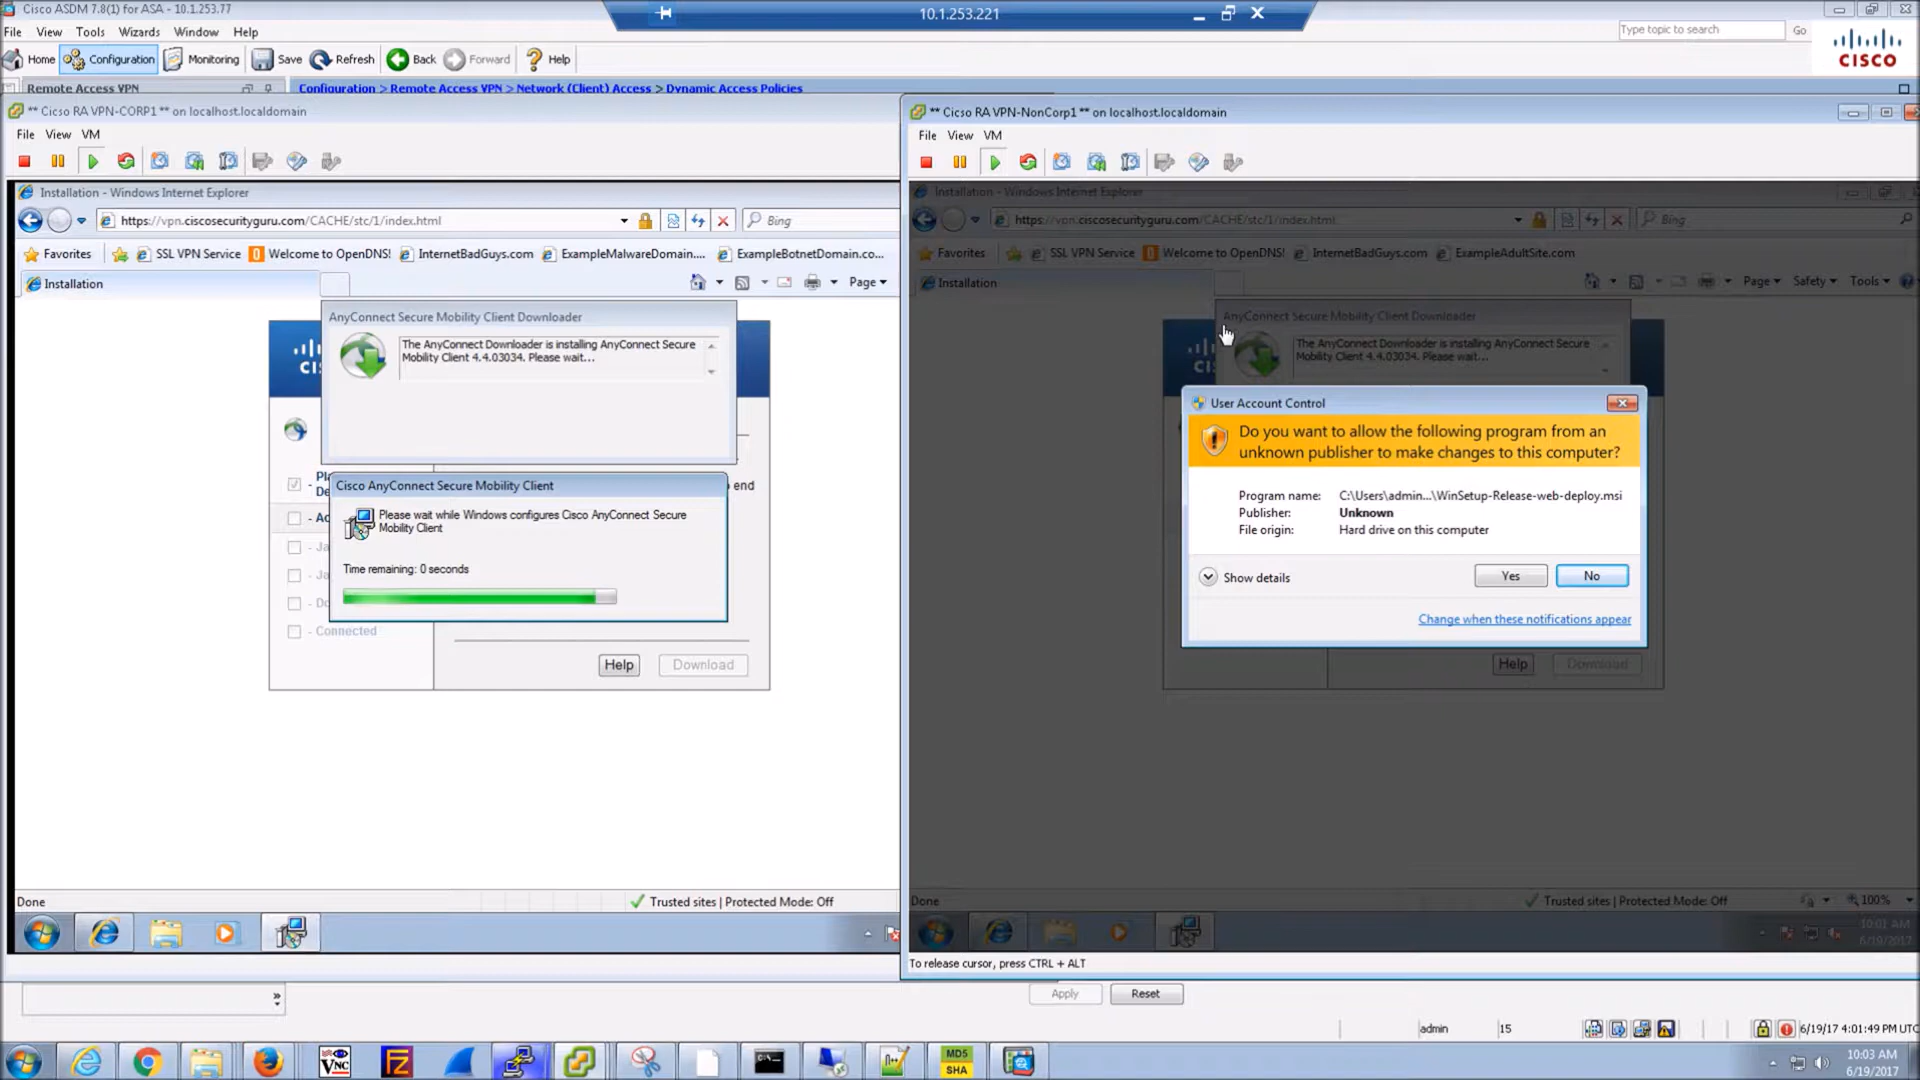 Cisco ASDM 7.8(1) for ASA - 10.1.253.77
10.1.253.221
File View Tools Wizards Window Help
Type topic to search Go
CISCO
Home Configuration Monitoring Save Refresh Back Forward Help
Remote Access VPN
Configuration > Remote Access VPN > Network (Client) Access > Dynamic Access Policies
** Cicso RA VPN-CORP1 ** on localhost.localdomain
File View VM
Installation - Windows Internet Explorer
https://vpn.ciscosecurityguru.com/CACHE/stc/1/index.html
Bing
Favorites SSL VPN Service Welcome to OpenDNS! InternetBadGuys.com ExampleMalwareDomain.... ExampleBotnetDomain.co...
Installation
Page
AnyConnect Secure Mobility Client Downloader
The AnyConnect Downloader is installing AnyConnect Secure
Mobility Client 4.4.03034. Please wait...
Cisco AnyConnect Secure Mobility Client
end
Please wait while Windows configures Cisco AnyConnect Secure
Mobility Client
Time remaining: 0 seconds
- Connected
Help Download
Done
Trusted sites | Protected Mode: Off
** Cicso RA VPN-NonCorp1 ** on localhost.localdomain
File View VM
Installation - Windows Internet Explorer
https://vpn.ciscosecurityguru.com/CACHE/stc/1/index.html
Bing
Favorites SSL VPN Service Welcome to OpenDNS! InternetBadGuys.com ExampleAdultSite.com
Installation
Page Safety Tools
AnyConnect Secure Mobility Client Downloader
The AnyConnect Downloader is installing AnyConnect Secure
Mobility Client 4.4.03034. Please wait...
User Account Control
Do you want to allow the following program from an
unknown publisher to make changes to this computer?
Program name: C:\Users\admin...\WinSetup-Release-web-deploy.msi
Publisher: Unknown
File origin: Hard drive on this computer
Show details
Yes No
Change when these notifications appear
Help Download
Done
Trusted sites | Protected Mode: Off
100%
10:01 AM
6/19/2017
To release cursor, press CTRL + ALT
Apply Reset
admin 15
6/19/17 4:01:49 PM UTC
VNC
MD5
SHA
10:03 AM
6/19/2017